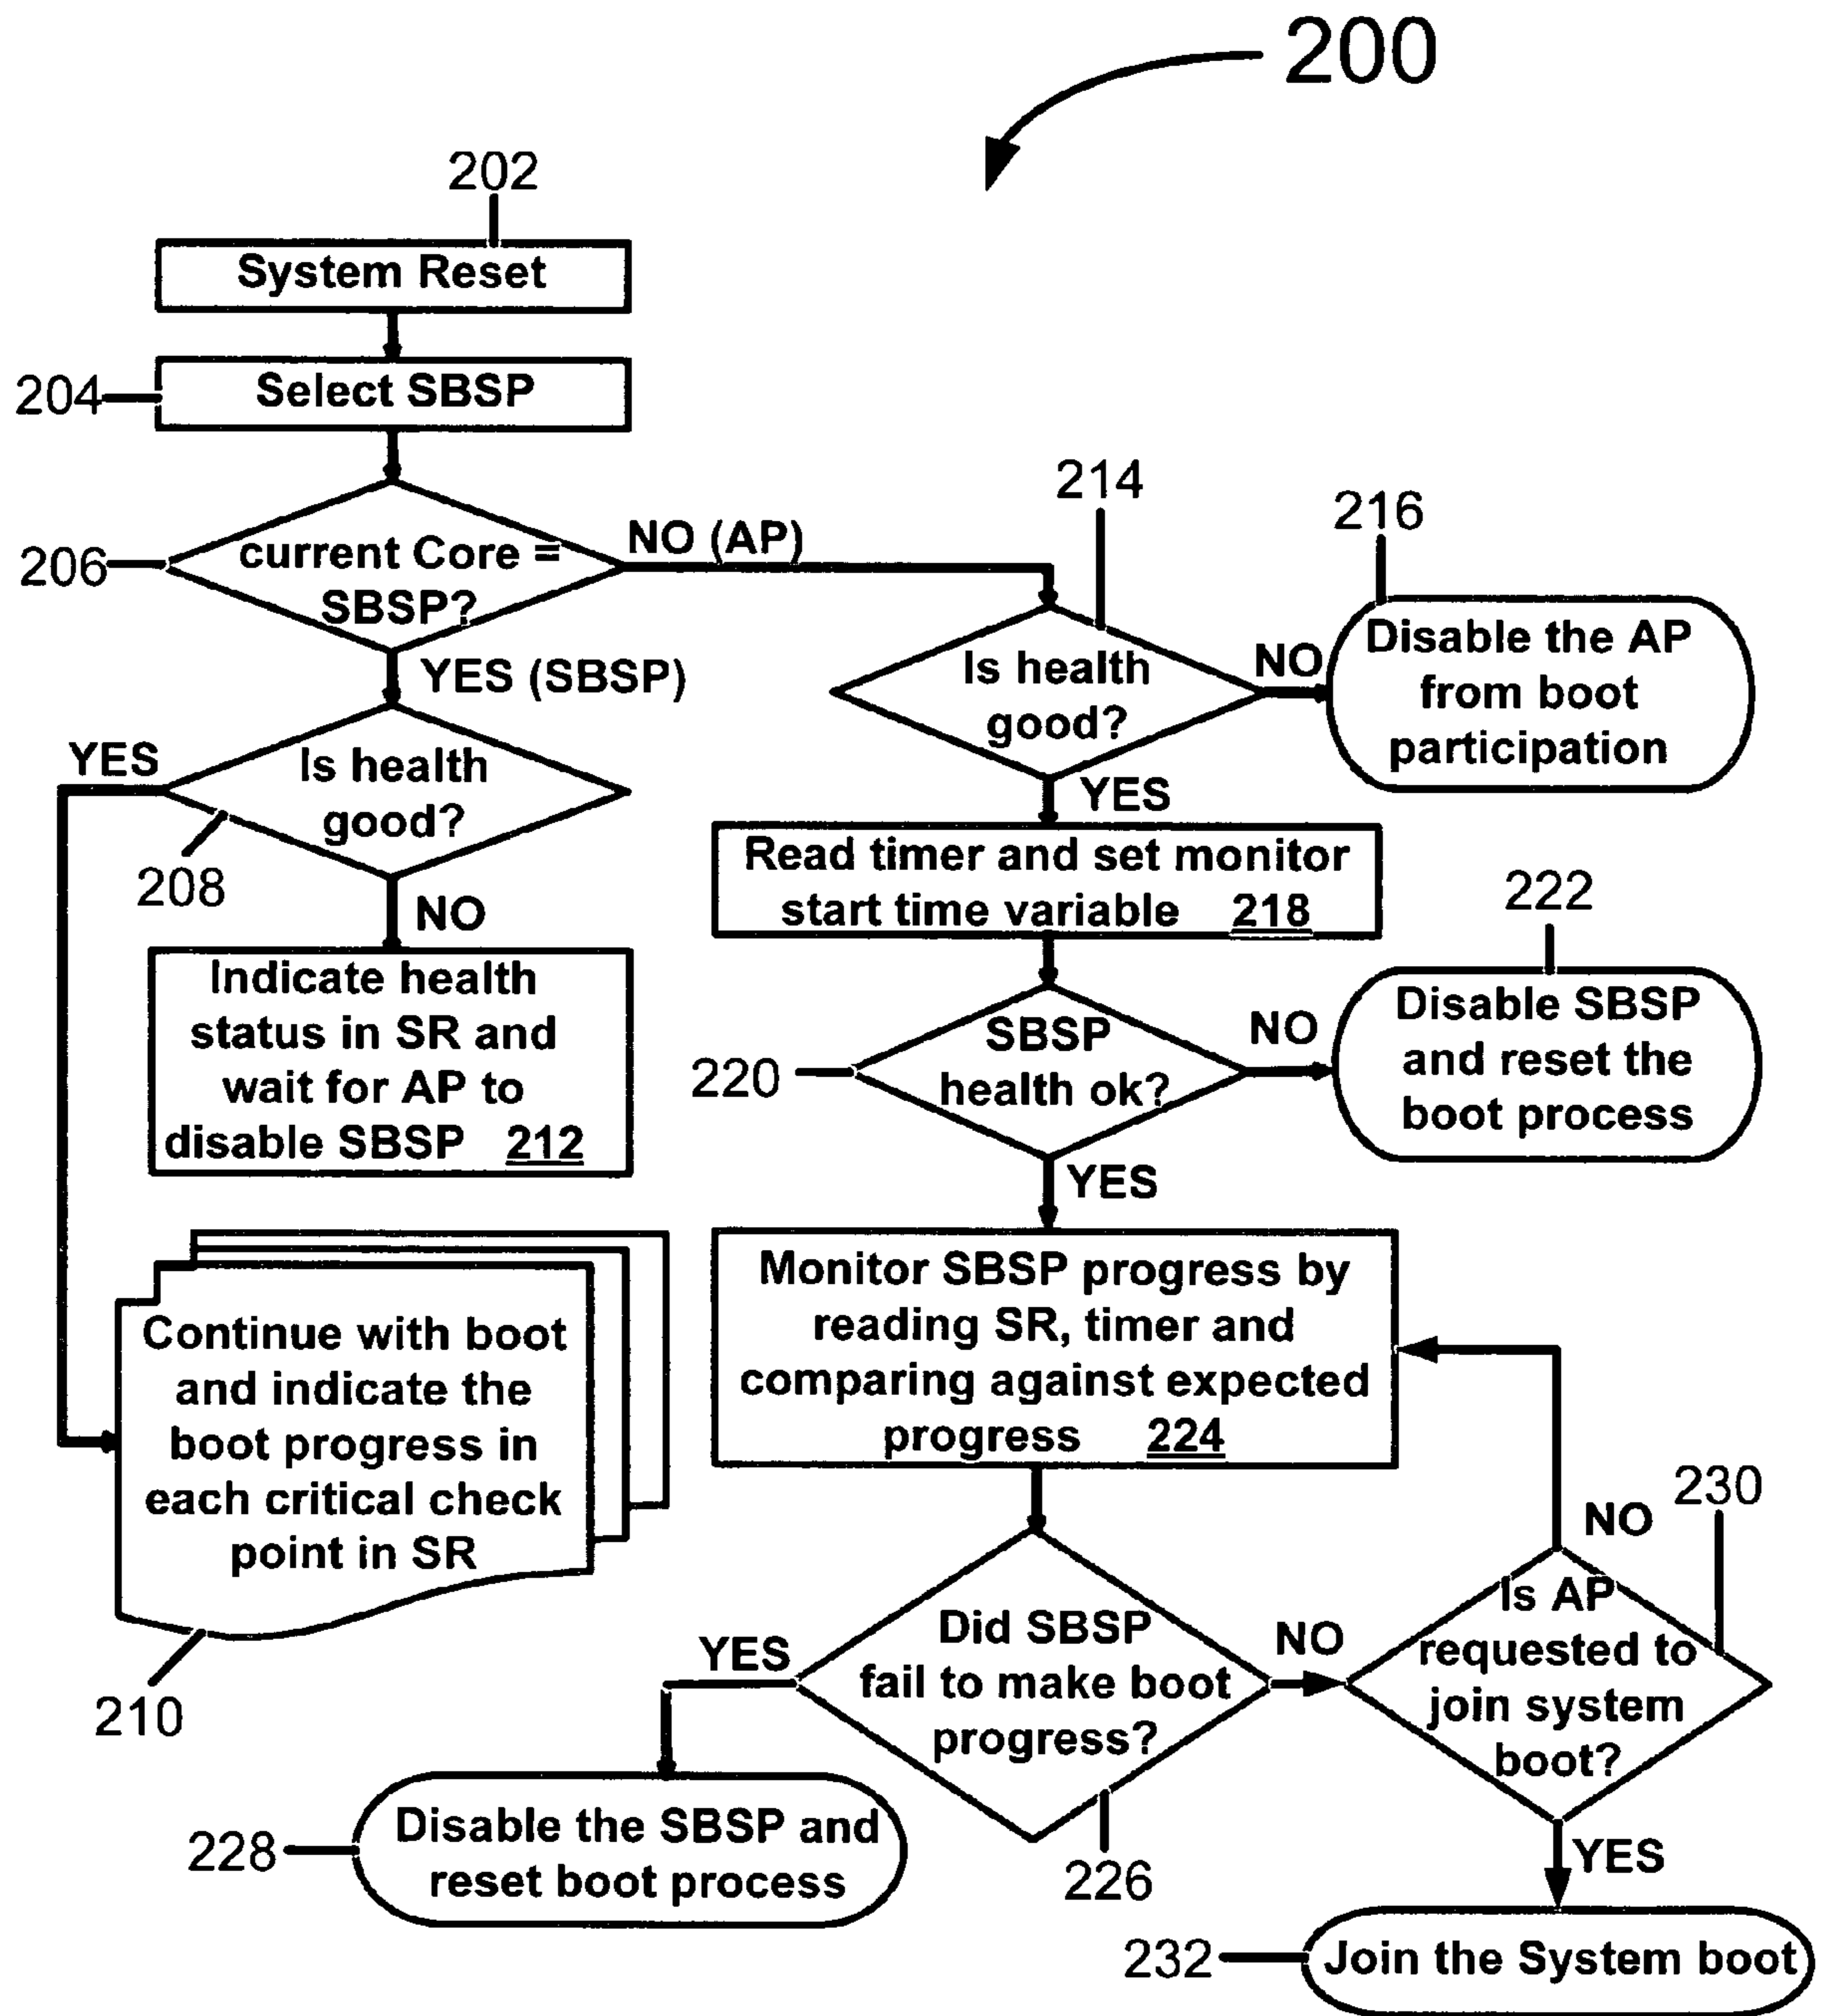 200
202
System Reset
204
Select SBSP
206
current Core =
SBSP?
NO (AP)
YES (SBSP)
214
Is health
good?
NO
216
Disable the AP
from boot
participation
YES
YES
Is health
good?
208
NO
Indicate health
status in SR and
wait for AP to
disable SBSP 212
Read timer and set monitor
start time variable 218
220
SBSP
health ok?
NO
222
Disable SBSP
and reset the
boot process
YES
Continue with boot
and indicate the
boot progress in
each critical check
point in SR
210
Monitor SBSP progress by
reading SR, timer and
comparing against expected
progress 224
Did SBSP
fail to make boot
progress?
226
YES
228
Disable the SBSP and
reset boot process
NO
230
Is AP
requested to
join system
boot?
NO
YES
232
Join the System boot